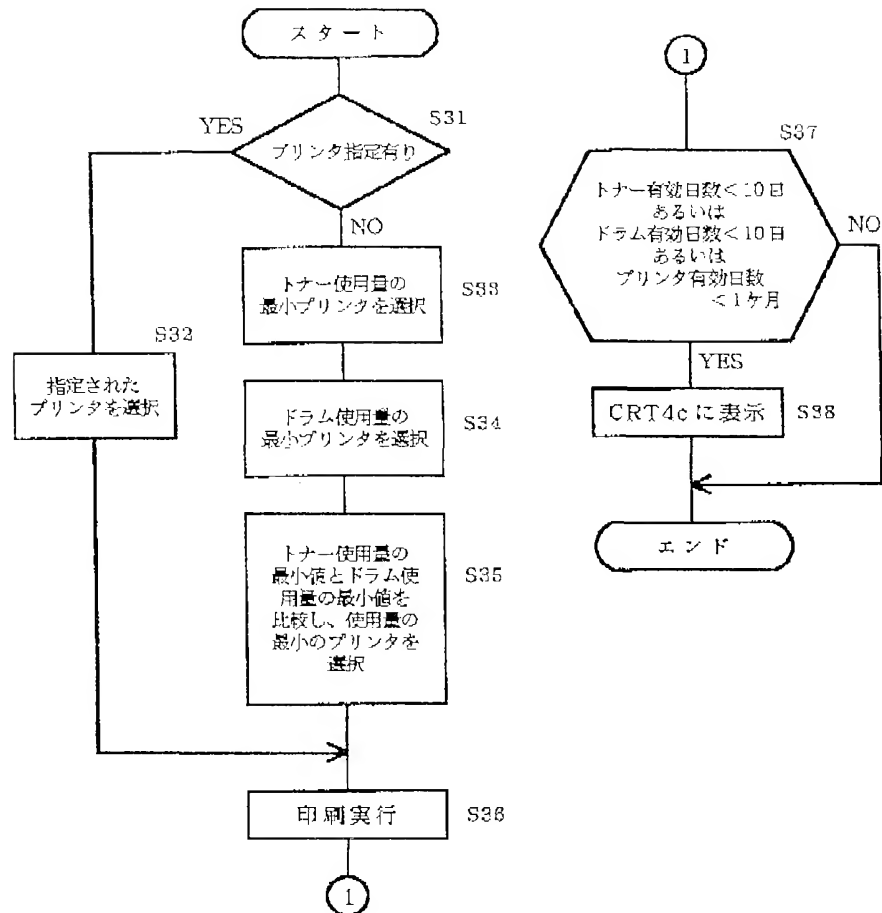 スタート
S31
YES
プリンタ指定有り
NO
トナー使用量の
最小プリンタを選択
S33
S32
指定された
プリンタを選択
ドラム使用量の
最小プリンタを選択
S34
トナー使用量の
最小値とドラム使
用量の最小値を
比較し、使用量の
最小のプリンタを
選択
S35
印刷実行
S36
1
1
S37
トナー有効日数<10日
あるいは
ドラム有効日数<10日
あるいは
プリンタ有効日数
<1ケ月
NO
YES
CRT4cに表示
S38
エンド